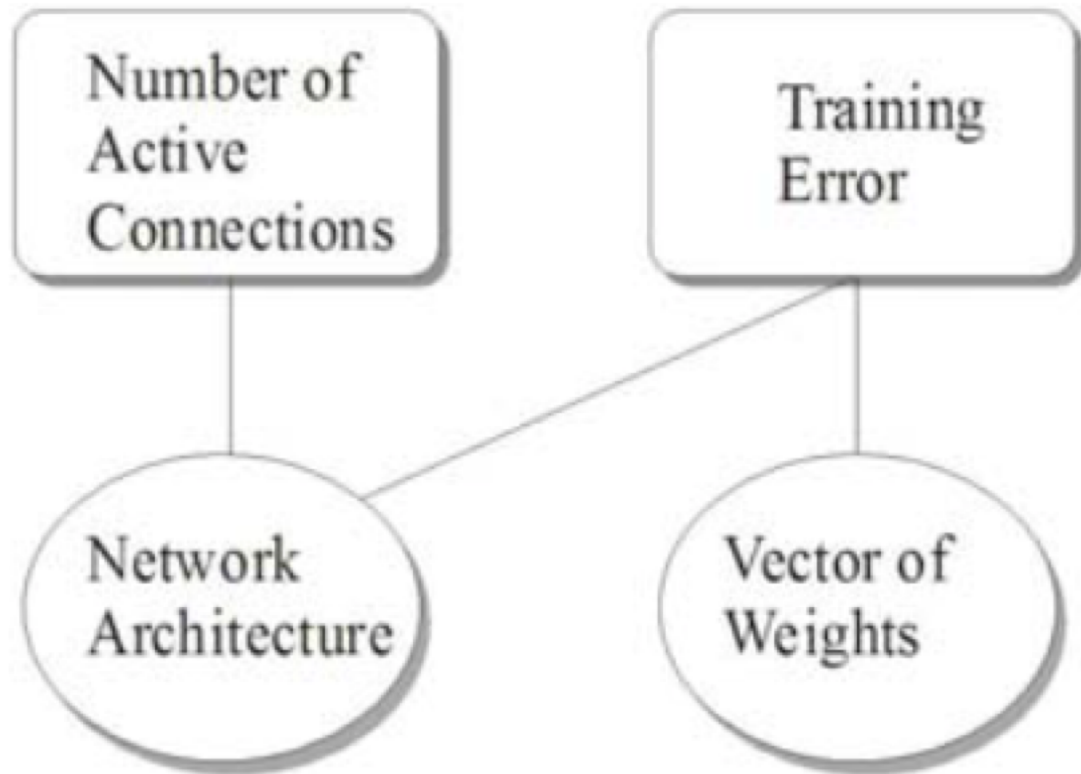 Number of
Active
Connections
Training
Error
Network
Architecture
Vector of
Weights